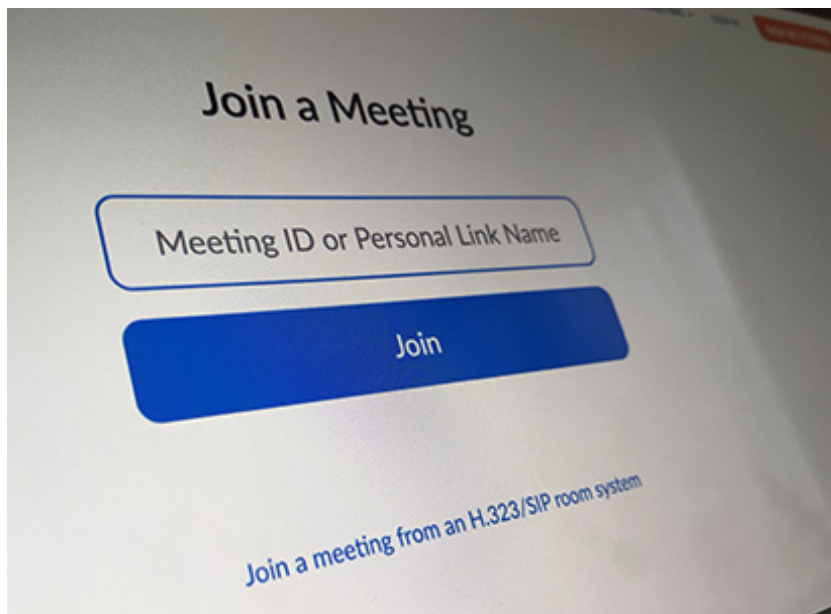 Join a Meeting
Meeting ID or Personal Link Name
Join
Join a meeting from an H.323/SIP room system